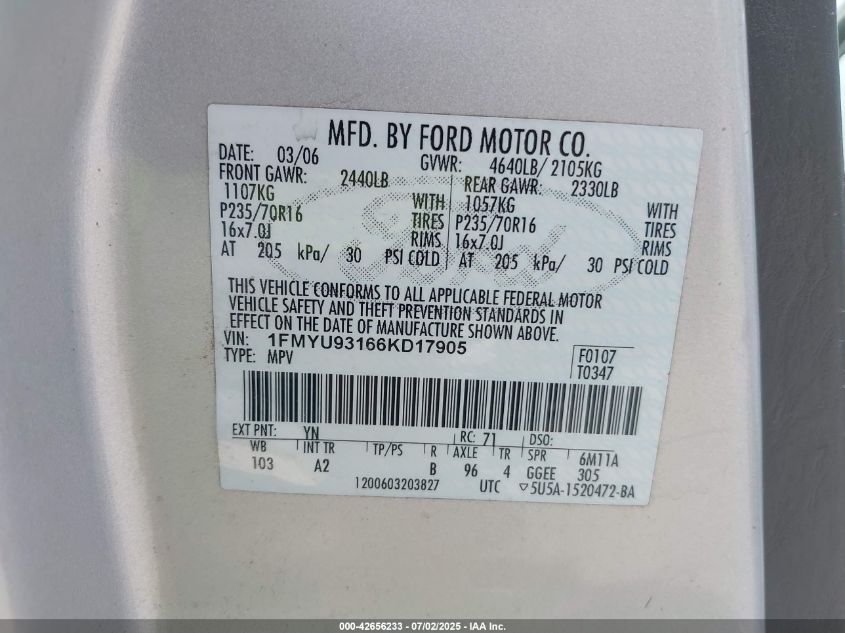 MFD. BY FORD MOTOR CO.
DATE: 03/06 GVWR: 4640LB/ 2105KG
FRONT GAWR: 2440LB REAR GAWR: 2330LB
1107KG WITH 1057KG WITH
P235/70R16 TIRES P235/70R16 TIRES
16x7.0J RIMS 16x7.0J RIMS
AT 205 kPa/ 30 PSI COLD AT 205 kPa/ 30 PSI COLD
THIS VEHICLE CONFORMS TO ALL APPLICABLE FEDERAL MOTOR
VEHICLE SAFETY AND THEFT PREVENTION STANDARDS IN
EFFECT ON THE DATE OF MANUFACTURE SHOWN ABOVE.
VIN: 1FMYU93166KD17905
TYPE: MPV F0107
T0347
EXT PNT: YN RC: 71 DSO:
WB INT TR TP/PS R AXLE TR SPR 6M11A
103 A2 B 96 4 GGEE 305
1200603203827 UTC ▽5U5A-1520472-BA
Ford
000-42656233 - 07/02/2025 - IAA Inc.